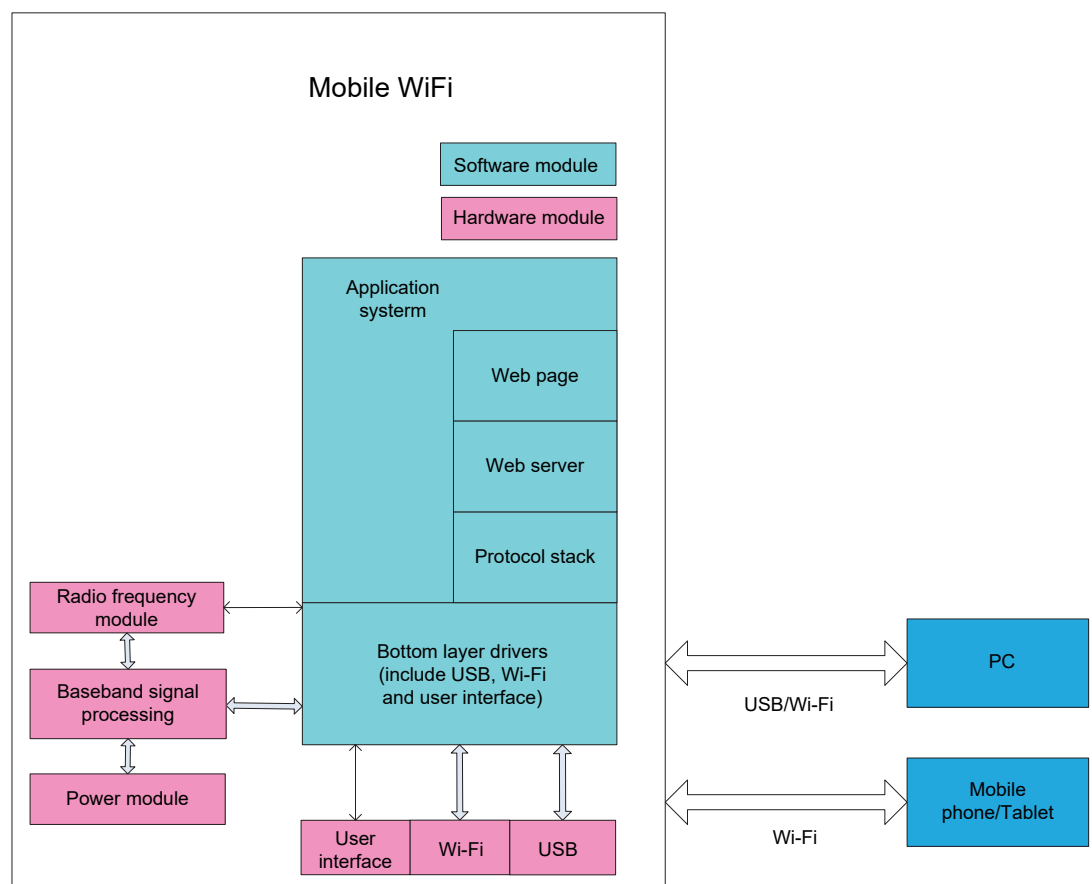 Mobile WiFi
Software module
Hardware module
Application
systerm
Web page
Web server
Protocol stack
Radio frequency
module
Bottom layer drivers
(include USB, Wi-Fi
and user interface)
Baseband signal
processing
Power module
User
interface
Wi-Fi
USB
PC
USB/Wi-Fi
Mobile
phone/Tablet
Wi-Fi